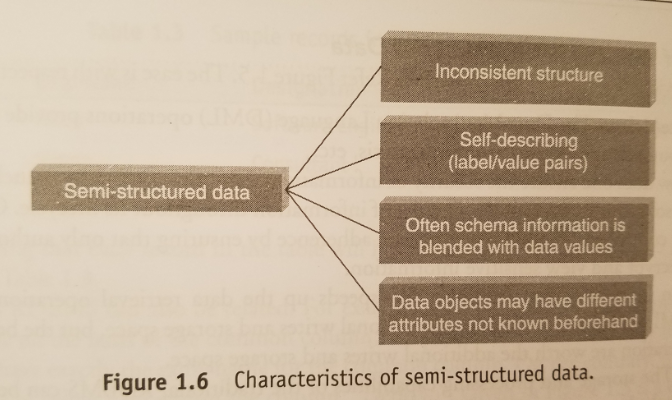 Inconsistent structure
Self-describing
(label/value pairs)
Semi-structured data
Often schema information is
blended with data values
Data objects may have different
attributes not known beforehand
Figure 1.6 Characteristics of semi-structured data.